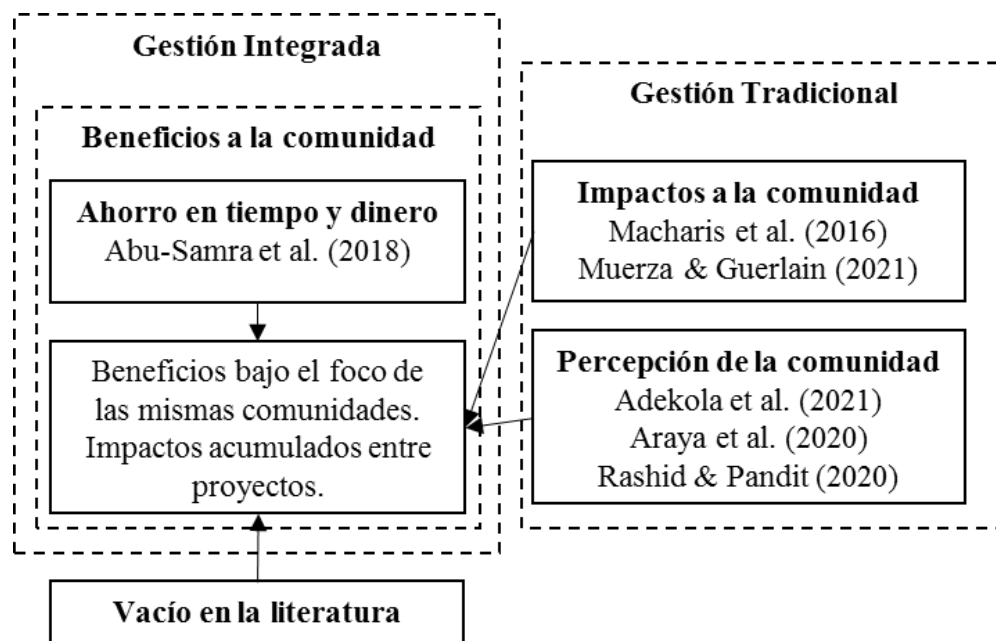 Gestión Integrada
Beneficios a la comunidad
Ahorro en tiempo y dinero
Abu-Samra et al. (2018)
Beneficios bajo el foco de
las mismas comunidades.
Impactos acumulados entre
proyectos.
Vacío en la literatura
Gestión Tradicional
Impactos a la comunidad
Macharis et al. (2016)
Muerza & Guerlain (2021)
Percepción de la comunidad
Adekola et al. (2021)
Araya et al. (2020)
Rashid & Pandit (2020)